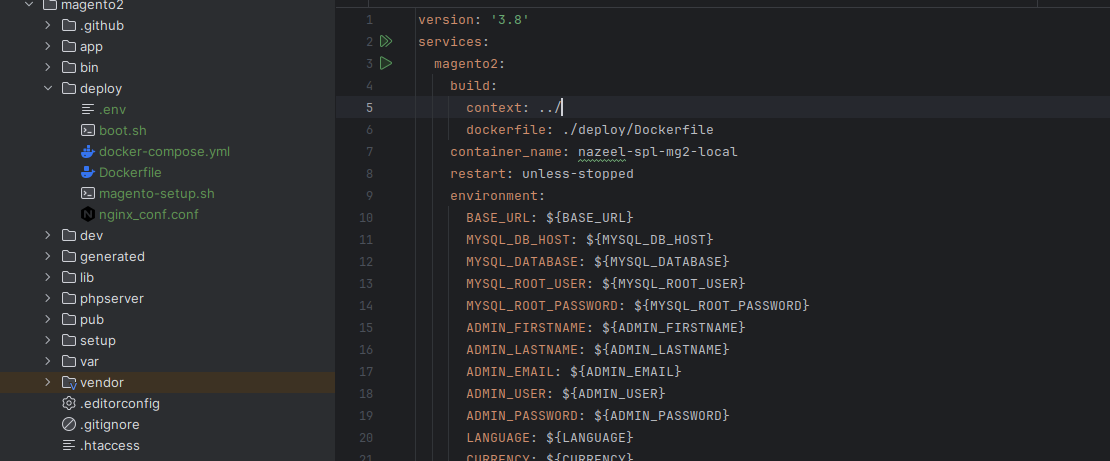 magento2
.github
app
bin
deploy
.env
boot.sh
docker-compose.yml
Dockerfile
magento-setup.sh
nginx_conf.conf
dev
generated
lib
phpserver
pub
setup
var
vendor
.editorconfig
.gitignore
.htaccess
1 version: '3.8'
2 services:
3 magento2:
4 build:
5 context: ../
6 dockerfile: ./deploy/Dockerfile
7 container_name: nazeel-spl-mg2-local
8 restart: unless-stopped
9 environment:
10 BASE_URL: ${BASE_URL}
11 MYSQL_DB_HOST: ${MYSQL_DB_HOST}
12 MYSQL_DATABASE: ${MYSQL_DATABASE}
13 MYSQL_ROOT_USER: ${MYSQL_ROOT_USER}
14 MYSQL_ROOT_PASSWORD: ${MYSQL_ROOT_PASSWORD}
15 ADMIN_FIRSTNAME: ${ADMIN_FIRSTNAME}
16 ADMIN_LASTNAME: ${ADMIN_LASTNAME}
17 ADMIN_EMAIL: ${ADMIN_EMAIL}
18 ADMIN_USER: ${ADMIN_USER}
19 ADMIN_PASSWORD: ${ADMIN_PASSWORD}
20 LANGUAGE: ${LANGUAGE}
21 CURRENCY: ${CURRENCY}